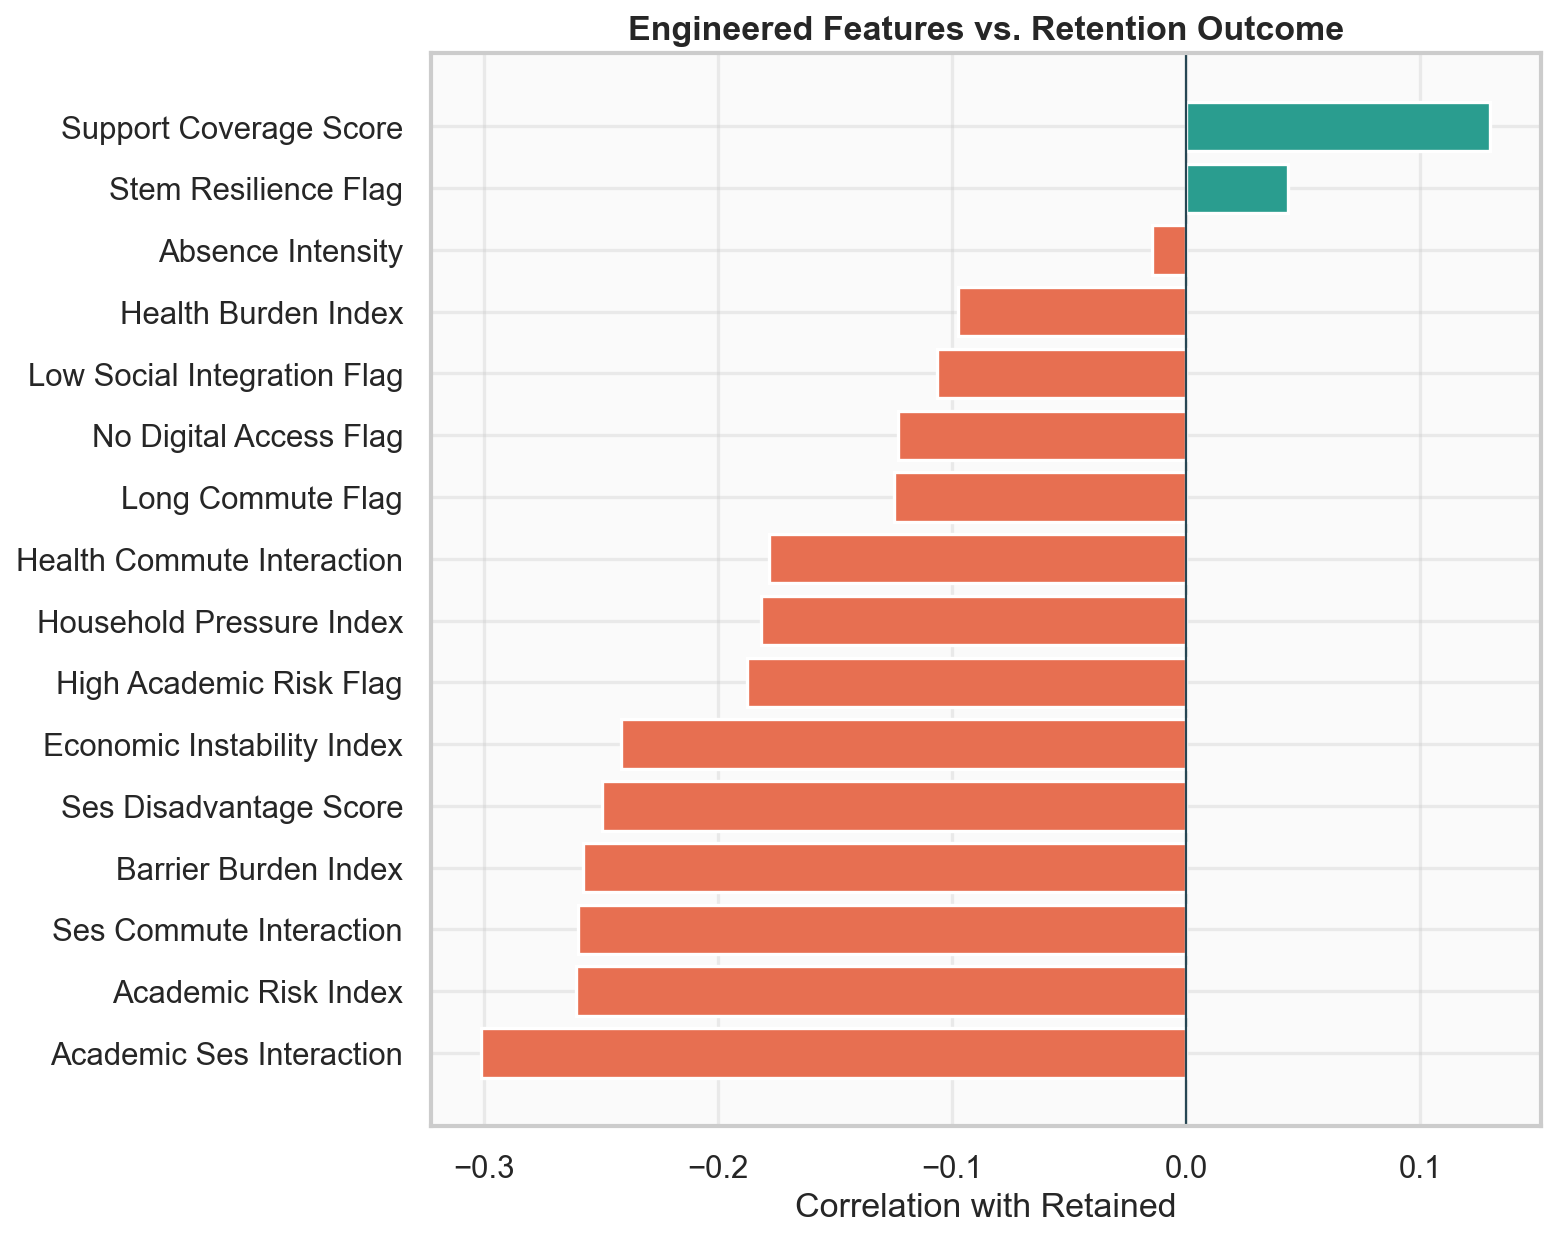 Engineered Features vs. Retention Outcome
Support Coverage Score
Stem Resilience Flag
Absence Intensity
Health Burden Index
Low Social Integration Flag
No Digital Access Flag
Long Commute Flag
Health Commute Interaction
Household Pressure Index
High Academic Risk Flag
Economic Instability Index
Ses Disadvantage Score
Barrier Burden Index
Ses Commute Interaction
Academic Risk Index
Academic Ses Interaction
−0.3 −0.2 −0.1 0.0 0.1
Correlation with Retained